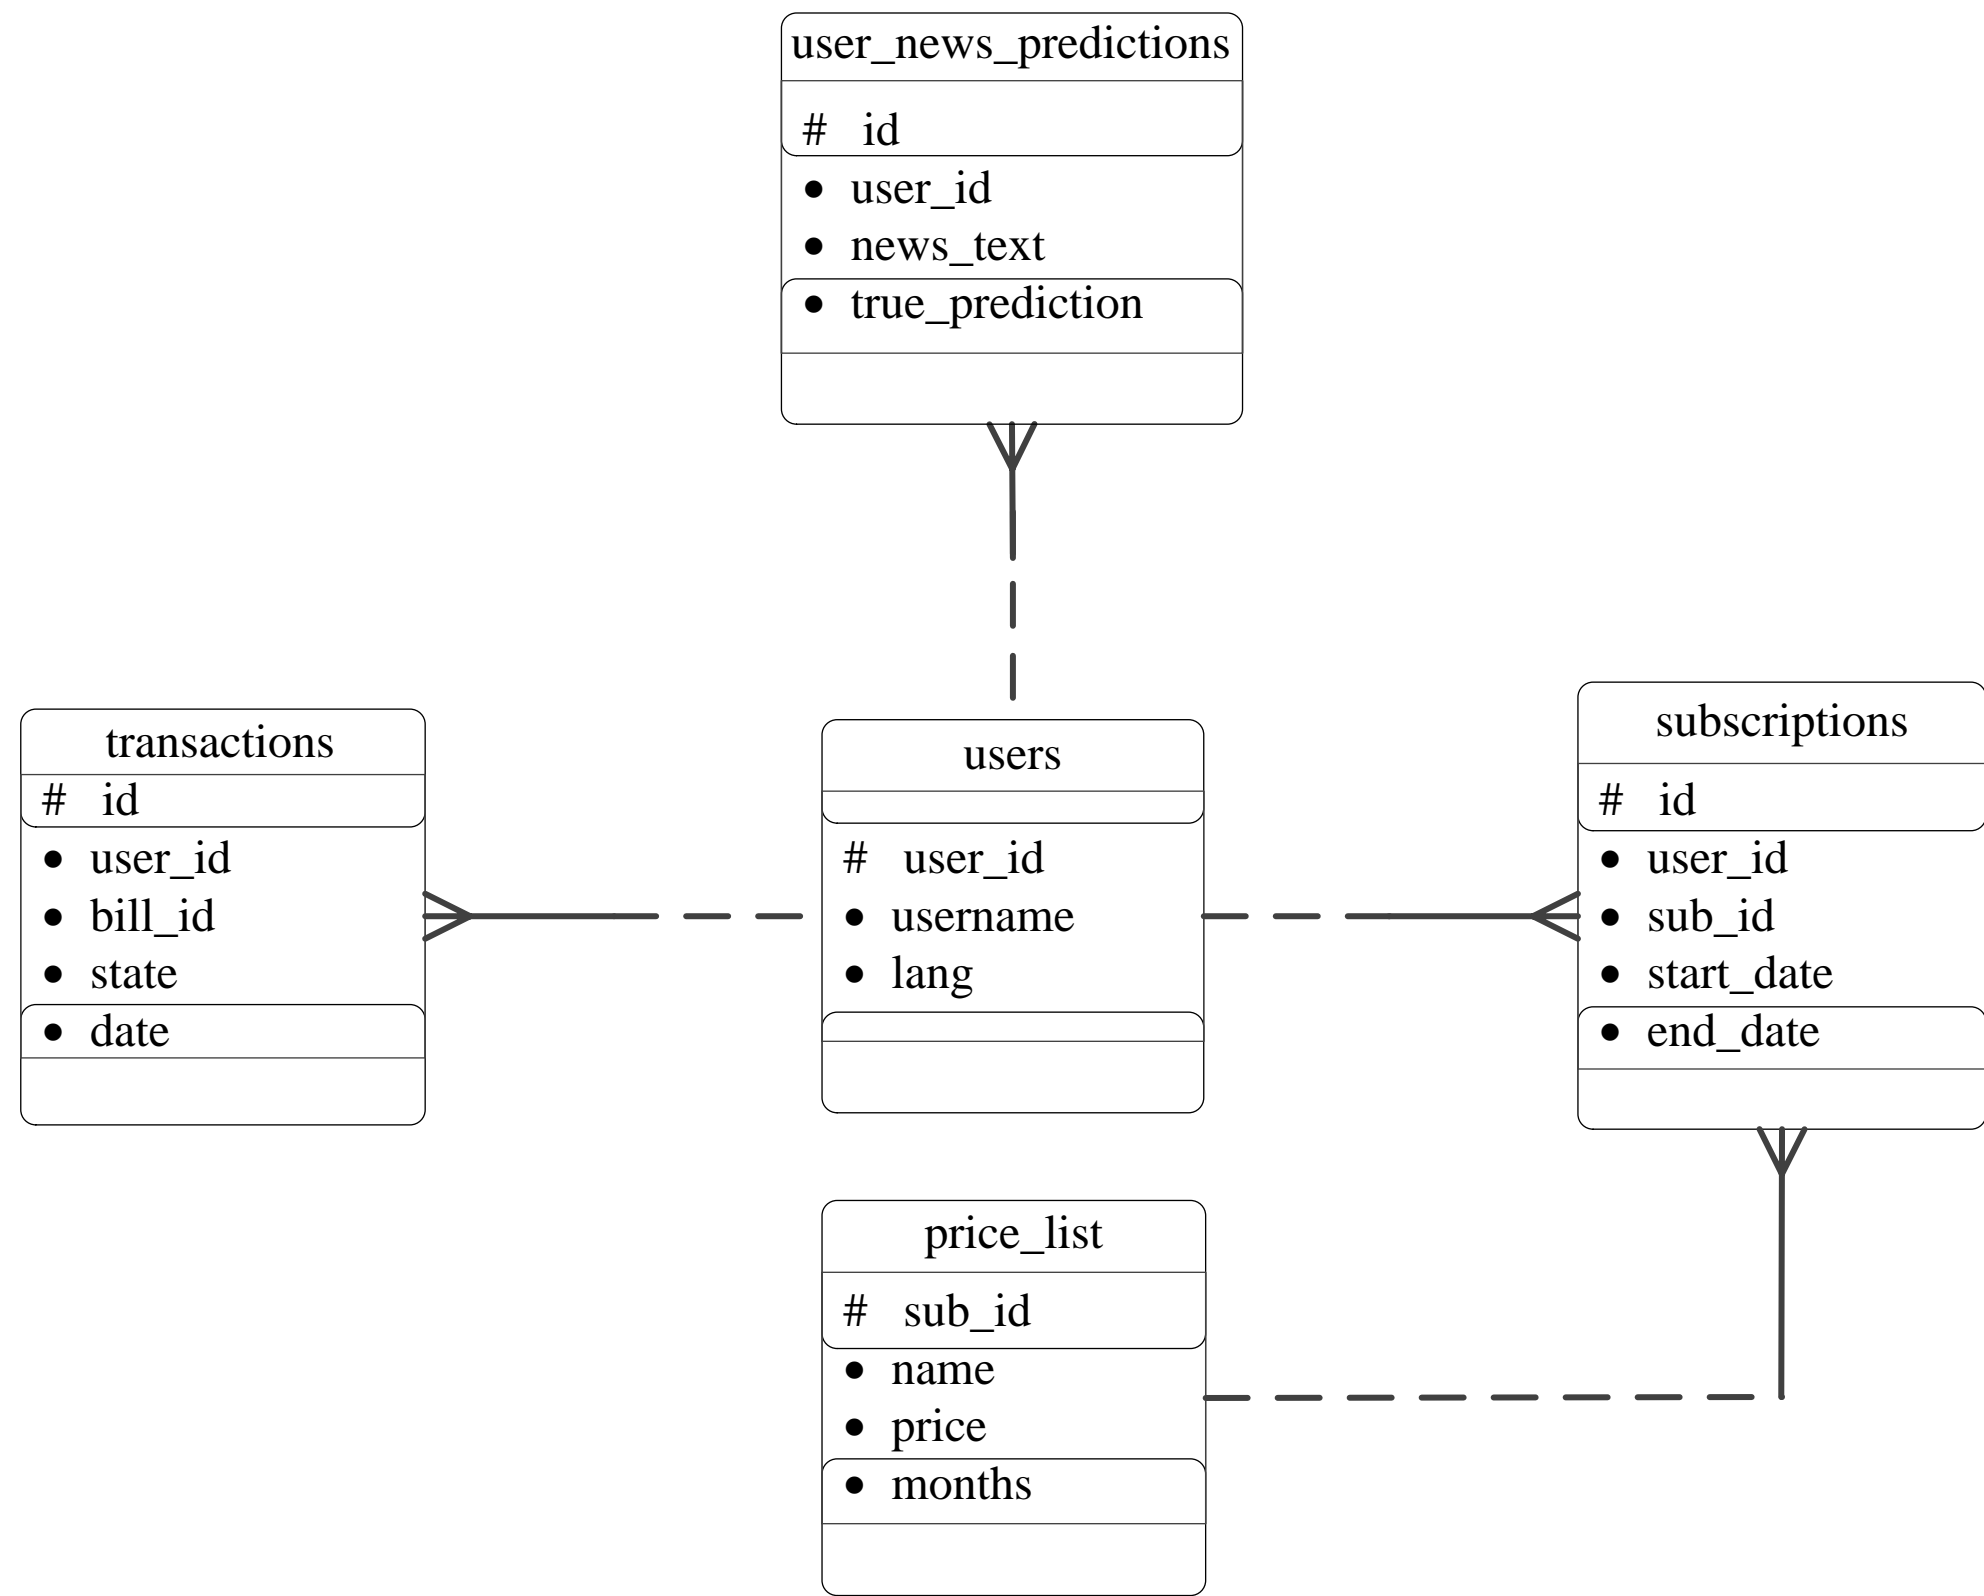 user_news_predictions
# id
● user_id
● news_text
● true_prediction
transactions
# id
● user_id
● bill_id
● state
● date
users
# user_id
● username
● lang
subscriptions
# id
● user_id
● sub_id
● start_date
● end_date
price_list
# sub_id
● name
● price
● months